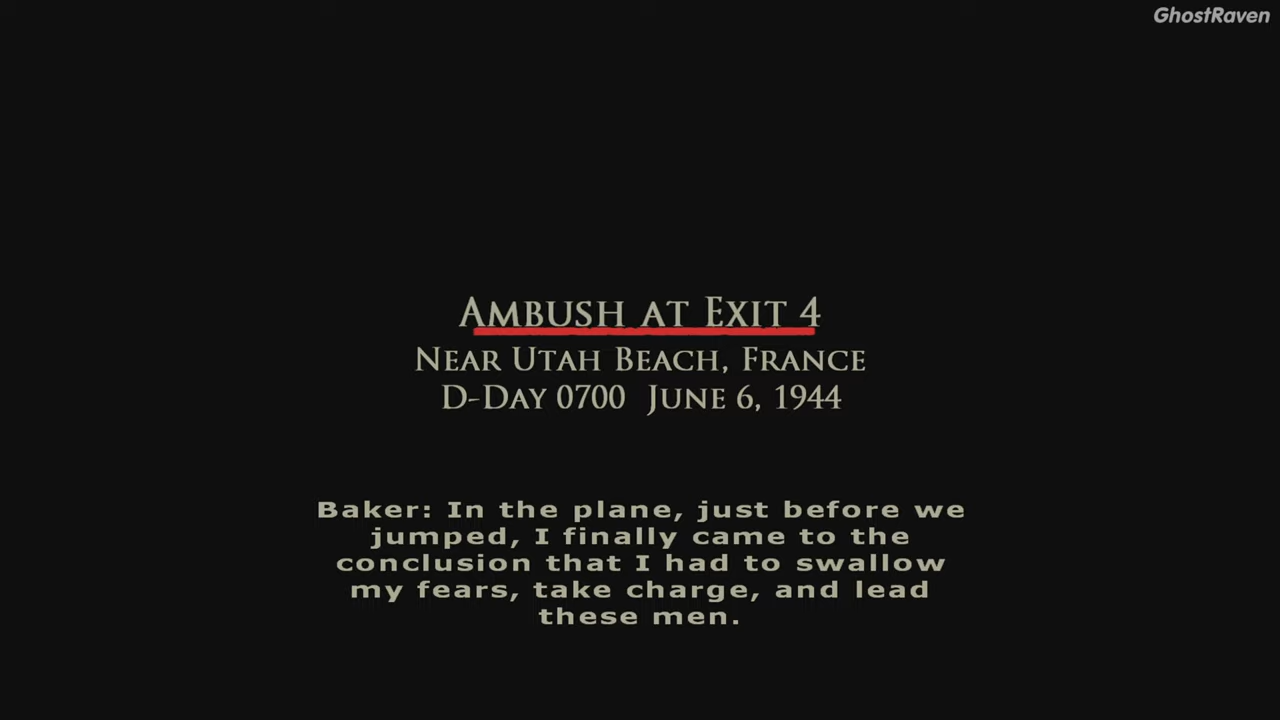 GhostRaven
Ambush at Exit 4
Near Utah Beach, France
D-Day 0700 June 6, 1944
Baker: In the plane, just before we
jumped, I finally came to the
conclusion that I had to swallow
my fears, take charge, and lead
these men.